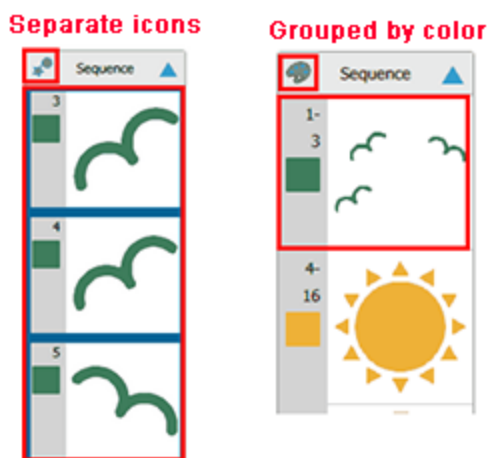 Separate icons
Sequence
3
4
5
Grouped by color
Sequence
1-
3
4-
16